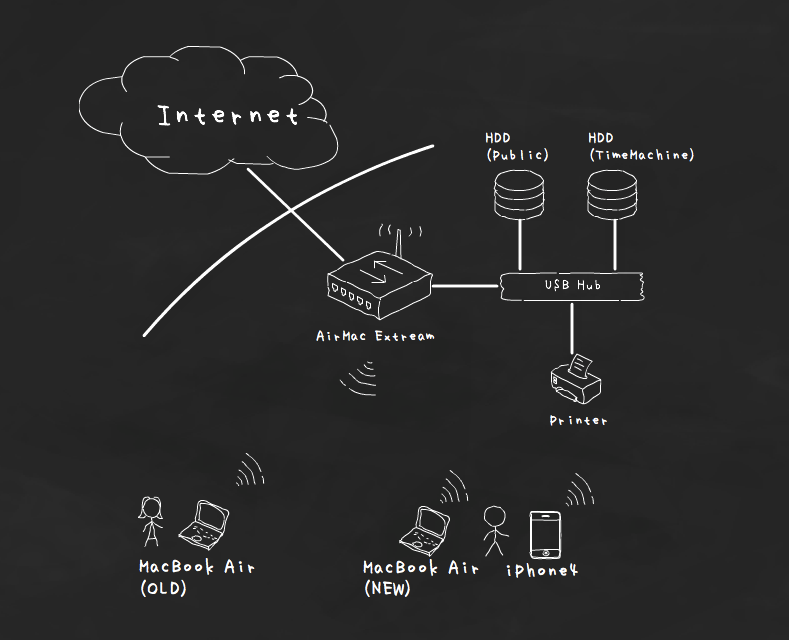 Internet
HDD
(Public)
HDD
(TimeMachine)
USB Hub
AirMac Extream
Printer
MacBook Air
(OLD)
MacBook Air
(NEW)
iPhone4